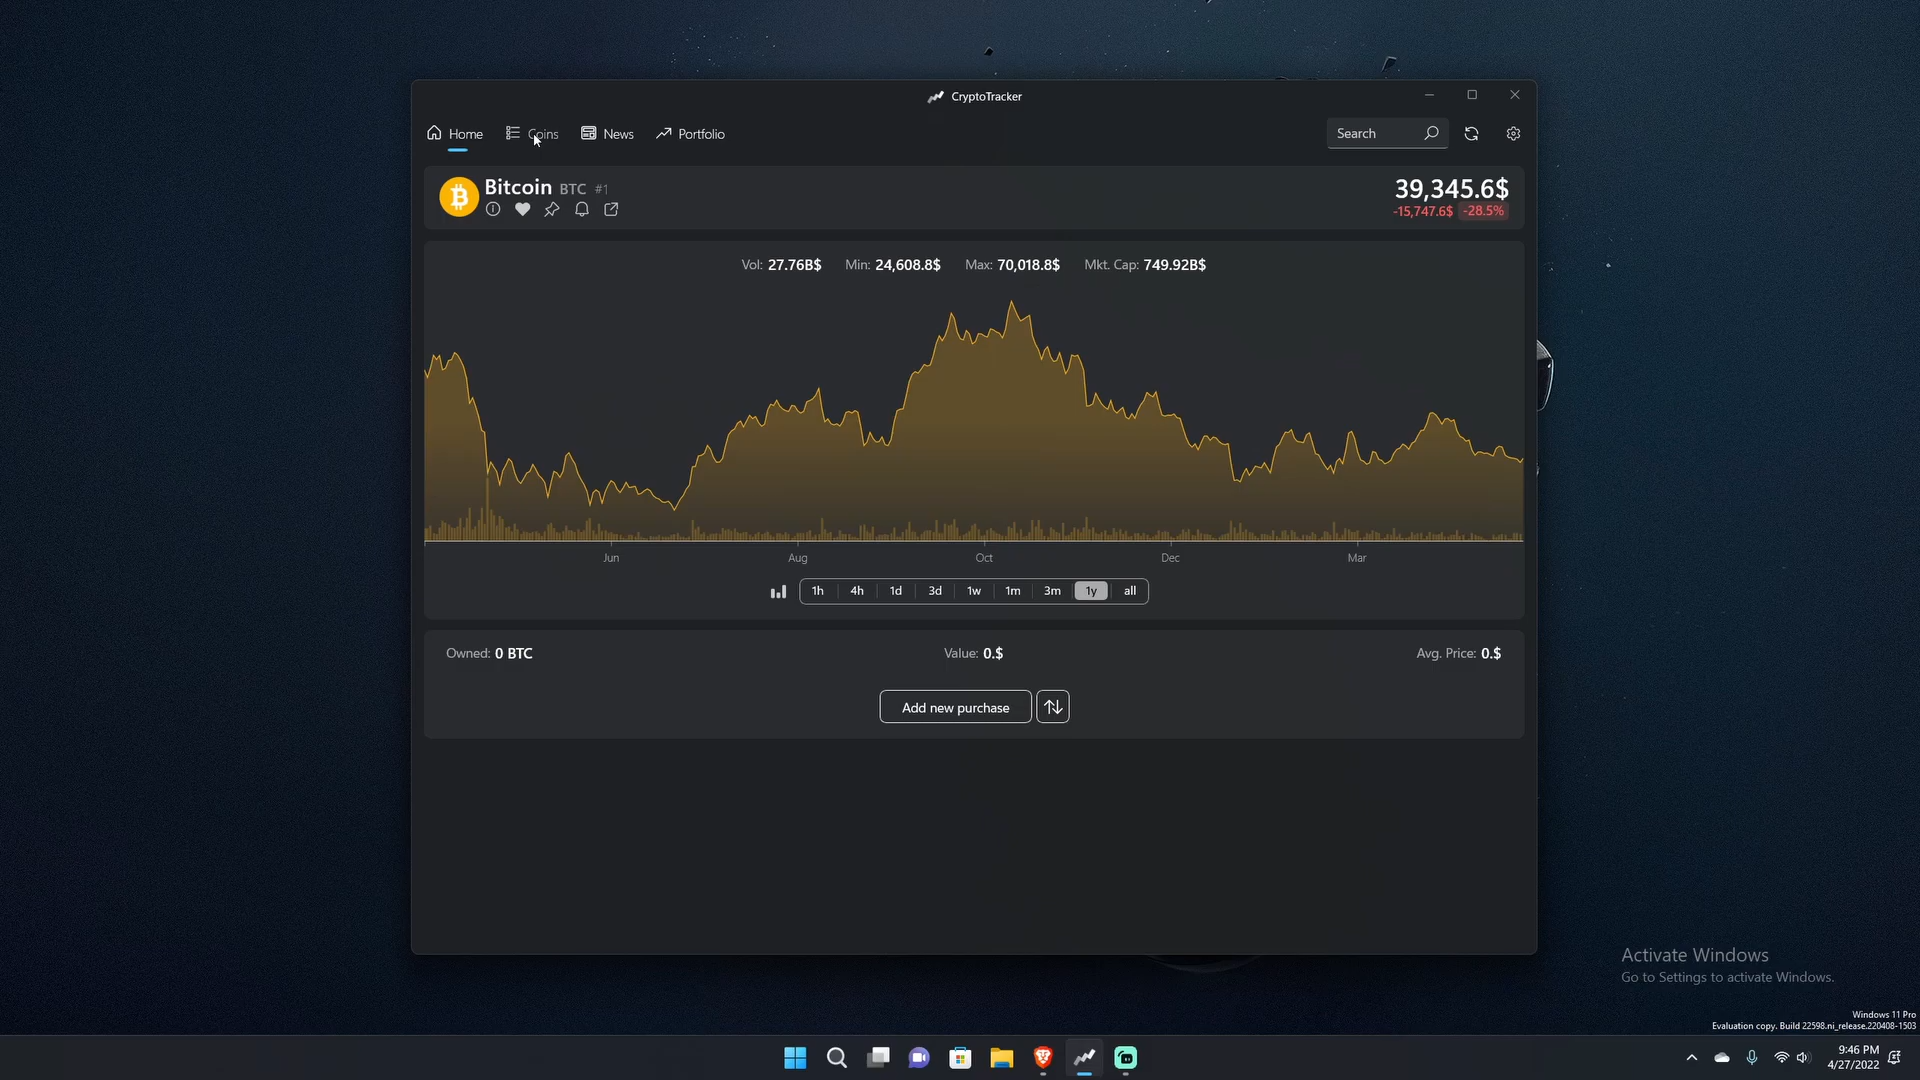 CryptoTracker
Home Coins News Portfolio Search
Bitcoin BTC #1
39,345.6$
-15,747.6$ -28.5%
Vol: 27.76B$ Min: 24,608.8$ Max: 70,018.8$ Mkt. Cap: 749.92B$
Jun Aug Oct Dec Mar
1h 4h 1d 3d 1w 1m 3m 1y all
Owned: 0 BTC Value: 0.$ Avg. Price: 0.$
Add new purchase
Activate Windows
Go to Settings to activate Windows.
Windows 11 Pro
Evaluation copy. Build 22598.ni_release.220408-1503
9:46 PM
4/27/2022